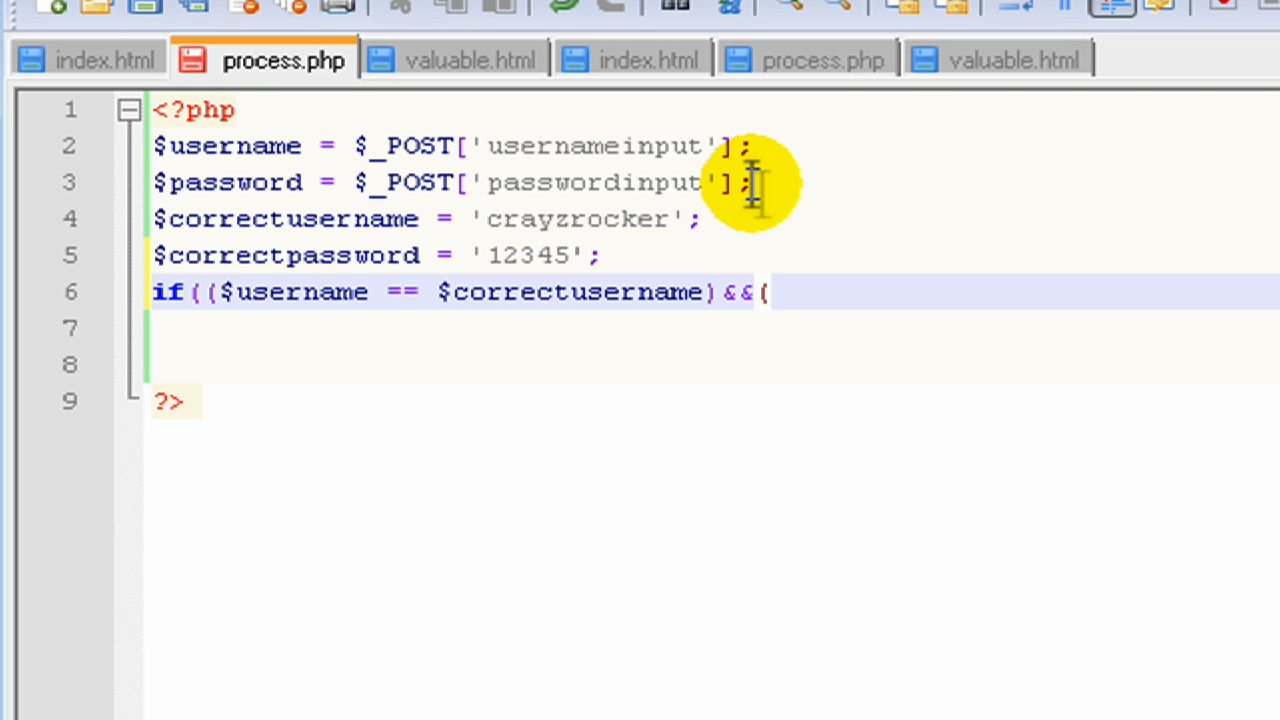 index.html process.php valuable.html index.html process.php valuable.html
1 <?php
2 $username = $_POST['usernameinput'];
3 $password = $_POST['passwordinput'];
4 $correctusername = 'crayzrocker';
5 $correctpassword = '12345';
6 if(($username == $correctusername)&&(
7
8
9 ?>